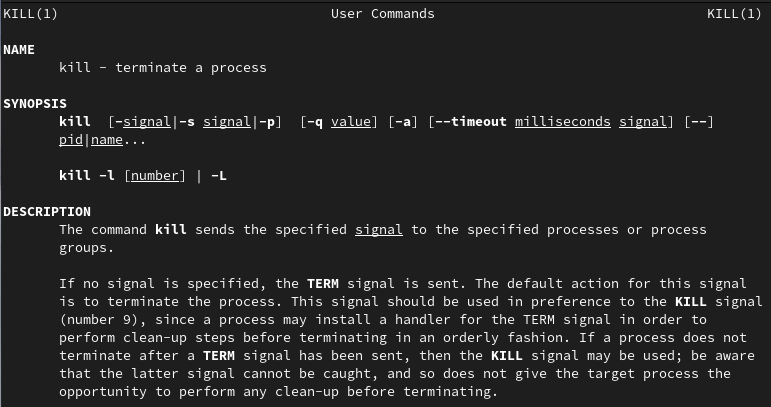 KILL(1) User Commands KILL(1)
NAME
kill - terminate a process
SYNOPSIS
kill [-signal|-s signal|-p] [-q value] [-a] [--timeout milliseconds signal] [--]
pid|name...
kill -l [number] | -L
DESCRIPTION
The command kill sends the specified signal to the specified processes or process
groups.
If no signal is specified, the TERM signal is sent. The default action for this signal
is to terminate the process. This signal should be used in preference to the KILL signal
(number 9), since a process may install a handler for the TERM signal in order to
perform clean-up steps before terminating in an orderly fashion. If a process does not
terminate after a TERM signal has been sent, then the KILL signal may be used; be aware
that the latter signal cannot be caught, and so does not give the target process the
opportunity to perform any clean-up before terminating.